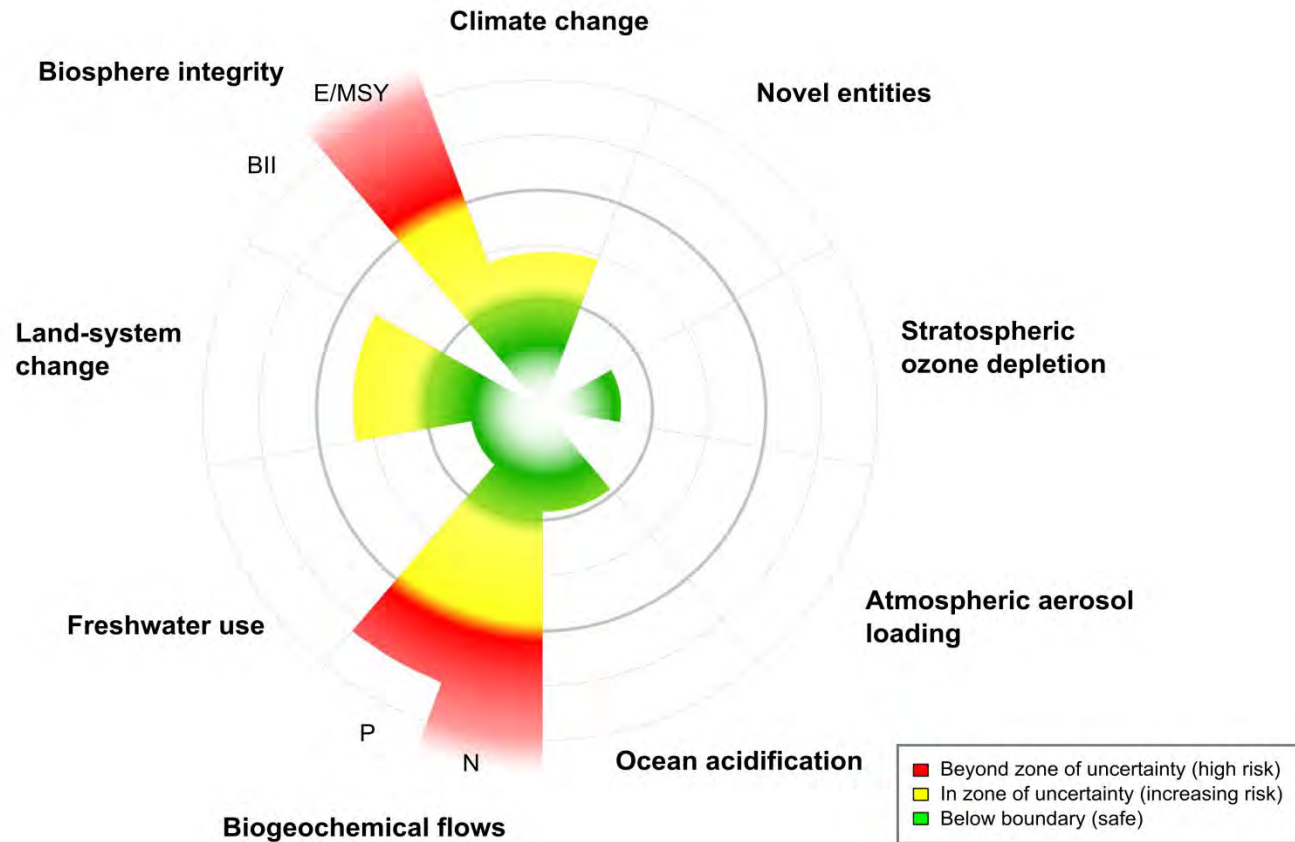 Climate change
Biosphere integrity
E/MSY
Novel entities
BII
Land-system
change
Stratospheric
ozone depletion
Freshwater use
Atmospheric aerosol
loading
P
N
Ocean acidification
Biogeochemical flows
Beyond zone of uncertainty (high risk)
In zone of uncertainty (increasing risk)
Below boundary (safe)